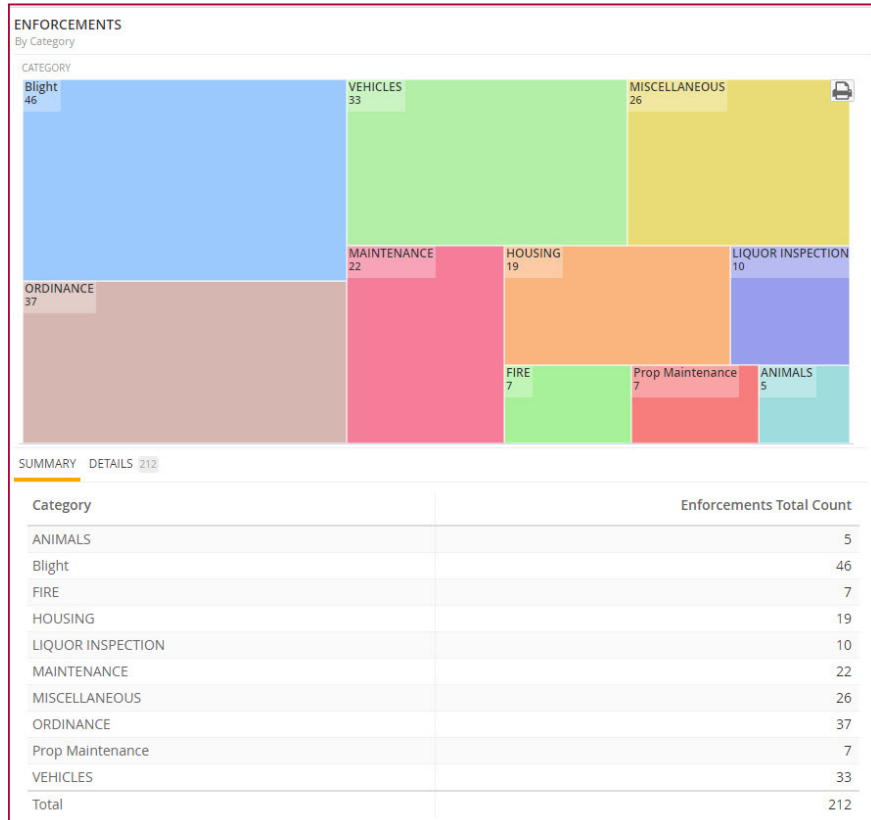 ENFORCEMENTS
By Category
CATEGORY
Blight
46
VEHICLES
33
MISCELLANEOUS
26
ORDINANCE
37
MAINTENANCE
22
HOUSING
19
LIQUOR INSPECTION
10
FIRE
7
Prop Maintenance
7
ANIMALS
5
SUMMARY DETAILS 212
Category Enforcements Total Count
ANIMALS 5
Blight 46
FIRE 7
HOUSING 19
LIQUOR INSPECTION 10
MAINTENANCE 22
MISCELLANEOUS 26
ORDINANCE 37
Prop Maintenance 7
VEHICLES 33
Total 212